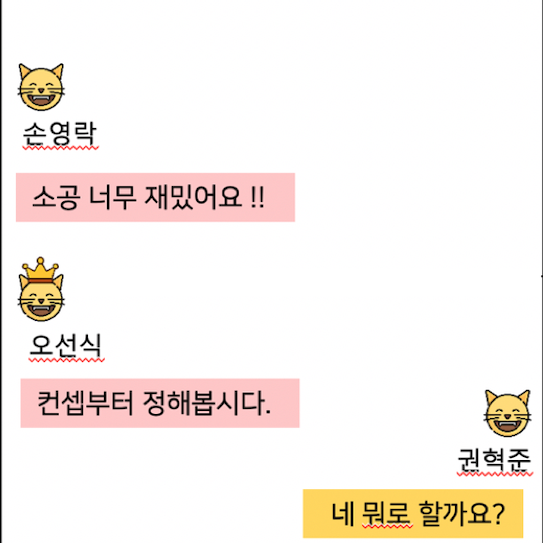 손영락
소공 너무 재밌어요 !!
오선식
컨셉부터 정해봅시다.
권혁준
네 뭐로 할까요?